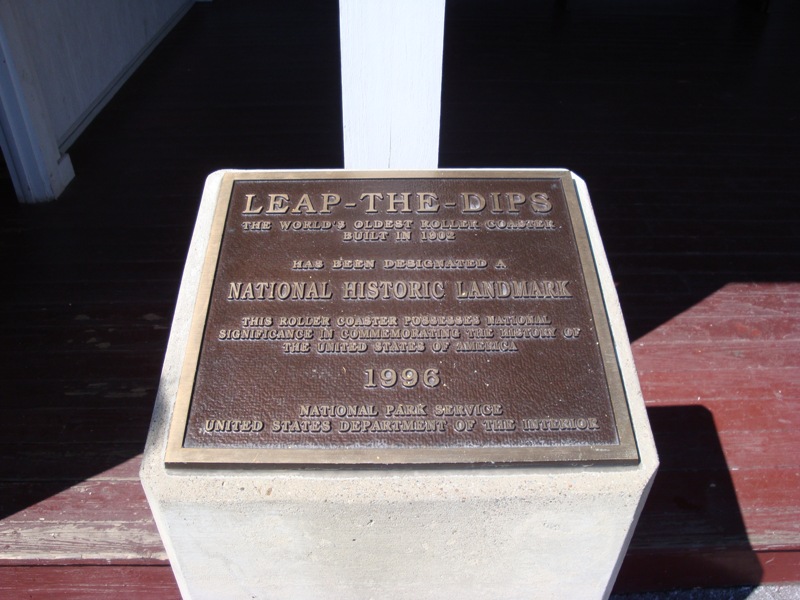 LEAP-THE-DIPS
THE WORLD'S OLDEST ROLLER COASTER
BUILT IN 1902
HAS BEEN DESIGNATED A
NATIONAL HISTORIC LANDMARK
THIS ROLLER COASTER POSSESSES NATIONAL
SIGNIFICANCE IN COMMEMORATING THE HISTORY OF
THE UNITED STATES OF AMERICA
1996
NATIONAL PARK SERVICE
UNITED STATES DEPARTMENT OF THE INTERIOR